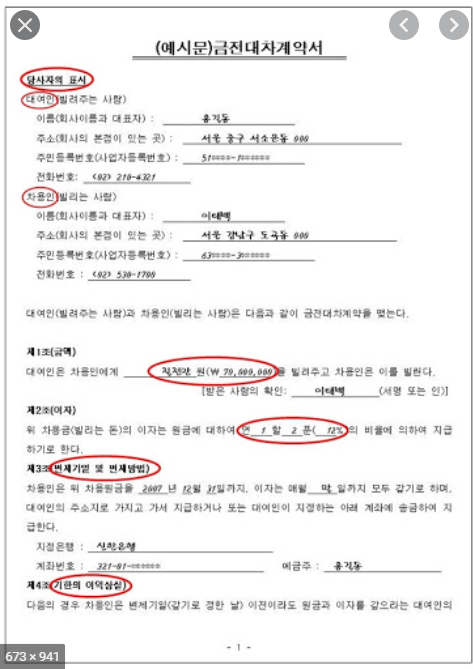 (예시문)금전대차계약서
당사자의 표시
대여인(빌려주는 사람)
이름(회사이름과 대표자) : 홍길동
주소(회사의 본점이 있는 곳) : 서울 중구 서소문동 000
주민등록번호(사업자등록번호) : 51****-1******
전화번호: (02) 210-4321
차용인(빌리는 사람)
이름(회사이름과 대표자) : 이태백
주소(회사의 본점이 있는 곳) : 서울 강남구 도곡동 000
주민등록번호(사업자등록번호) : 63****-3******
전화번호 : (02) 530-1700
대여인(빌려주는 사람)과 차용인(빌리는 사람)은 다음과 같이 금전대차계약을 맺는다.
제1조(금액)
대여인은 차용인에게 칠천만 원(₩ 70,000,000)을 빌려주고 차용인은 이를 빌린다.
[받은 사람의 확인: 이태백 (서명 또는 인)]
제2조(이자)
위 차용금(빌리는 돈)의 이자는 원금에 대하여 연 1 할 2 푼( 12%)의 비율에 의하여 지급
하기로 한다.
제3조(변제기일 및 변제방법)
차용인은 위 차용원금을 2007 년 12월 31일까지, 이자는 매월 말 일까지 모두 갚기로 하며,
대여인의 주소지로 가지고 가서 지급하거나 또는 대여인이 지정하는 아래 계좌에 송금하여 지
급한다.
지정은행 : 신한은행
계좌번호 : 321-01-****** 예금주 : 홍길동
제4조(기한의 이익상실)
다음의 경우 차용인은 변제기일(갚기로 정한 날) 이전이라도 원금과 이자를 갚으라는 대여인의
- 1 -
673 × 941